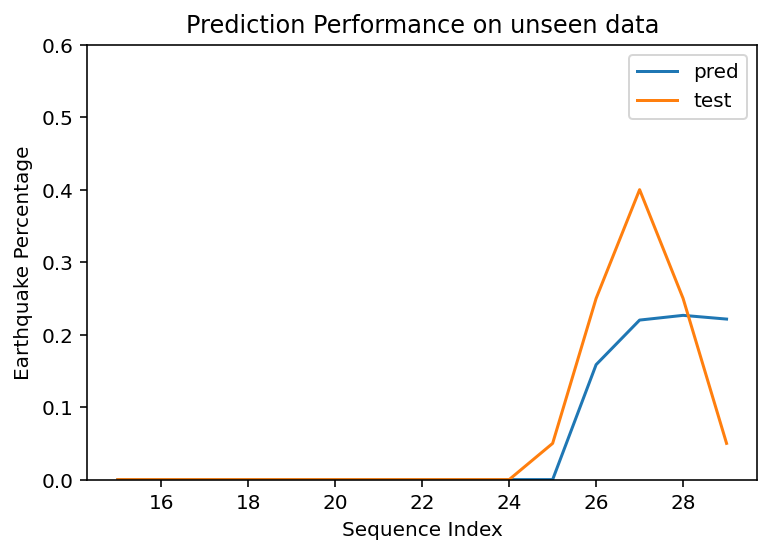 Prediction Performance on unseen data
pred
test
Earthquake Percentage
0.6
0.5
0.4
0.3
0.2
0.1
0.0
16 18 20 22 24 26 28
Sequence Index